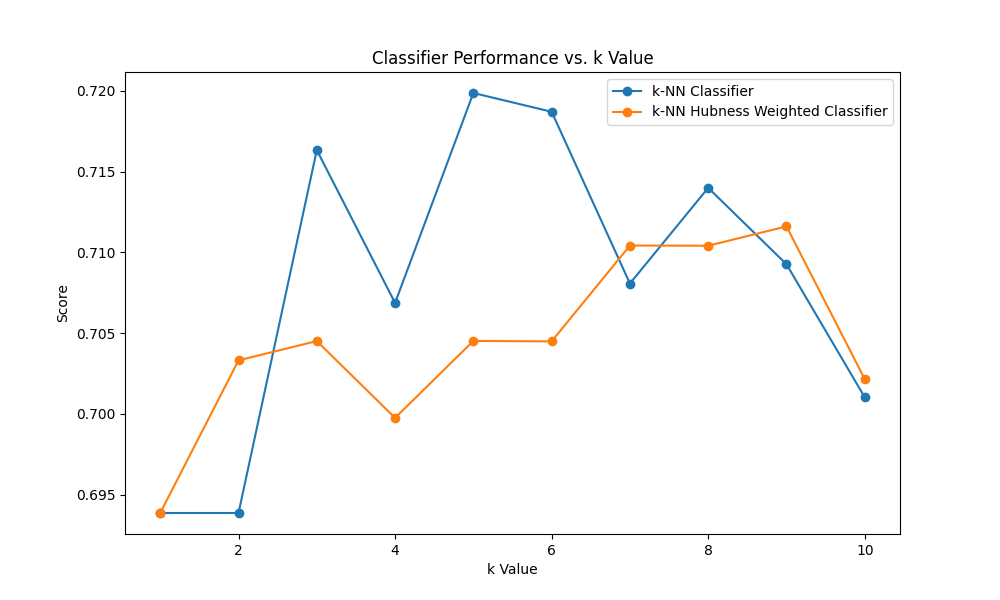 Classifier Performance vs. k Value
k-NN Classifier
k-NN Hubness Weighted Classifier
0.720
0.715
0.710
0.705
0.700
0.695
Score
2
4
6
8
10
k Value